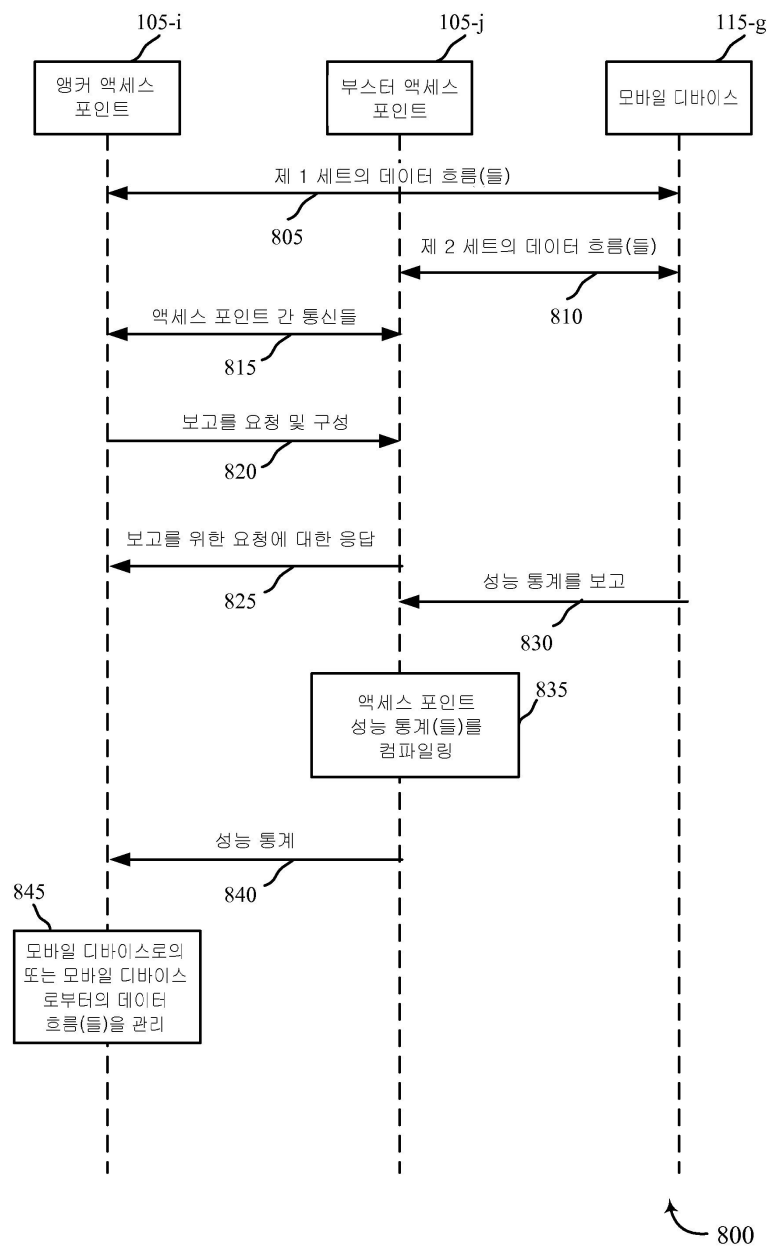 105-i
105-j
115-g
앵커 액세스
포인트
부스터 액세스
포인트
모바일 디바이스
제 1 세트의 데이터 흐름(들)
805
제 2 세트의 데이터 흐름(들)
810
액세스 포인트 간 통신들
815
보고를 요청 및 구성
820
보고를 위한 요청에 대한 응답
825
성능 통계를 보고
830
액세스 포인트
성능 통계(들)를
컴파일링
835
성능 통계
840
845
모바일 디바이스로의
또는 모바일 디바이스
로부터의 데이터
흐름(들)을 관리
800